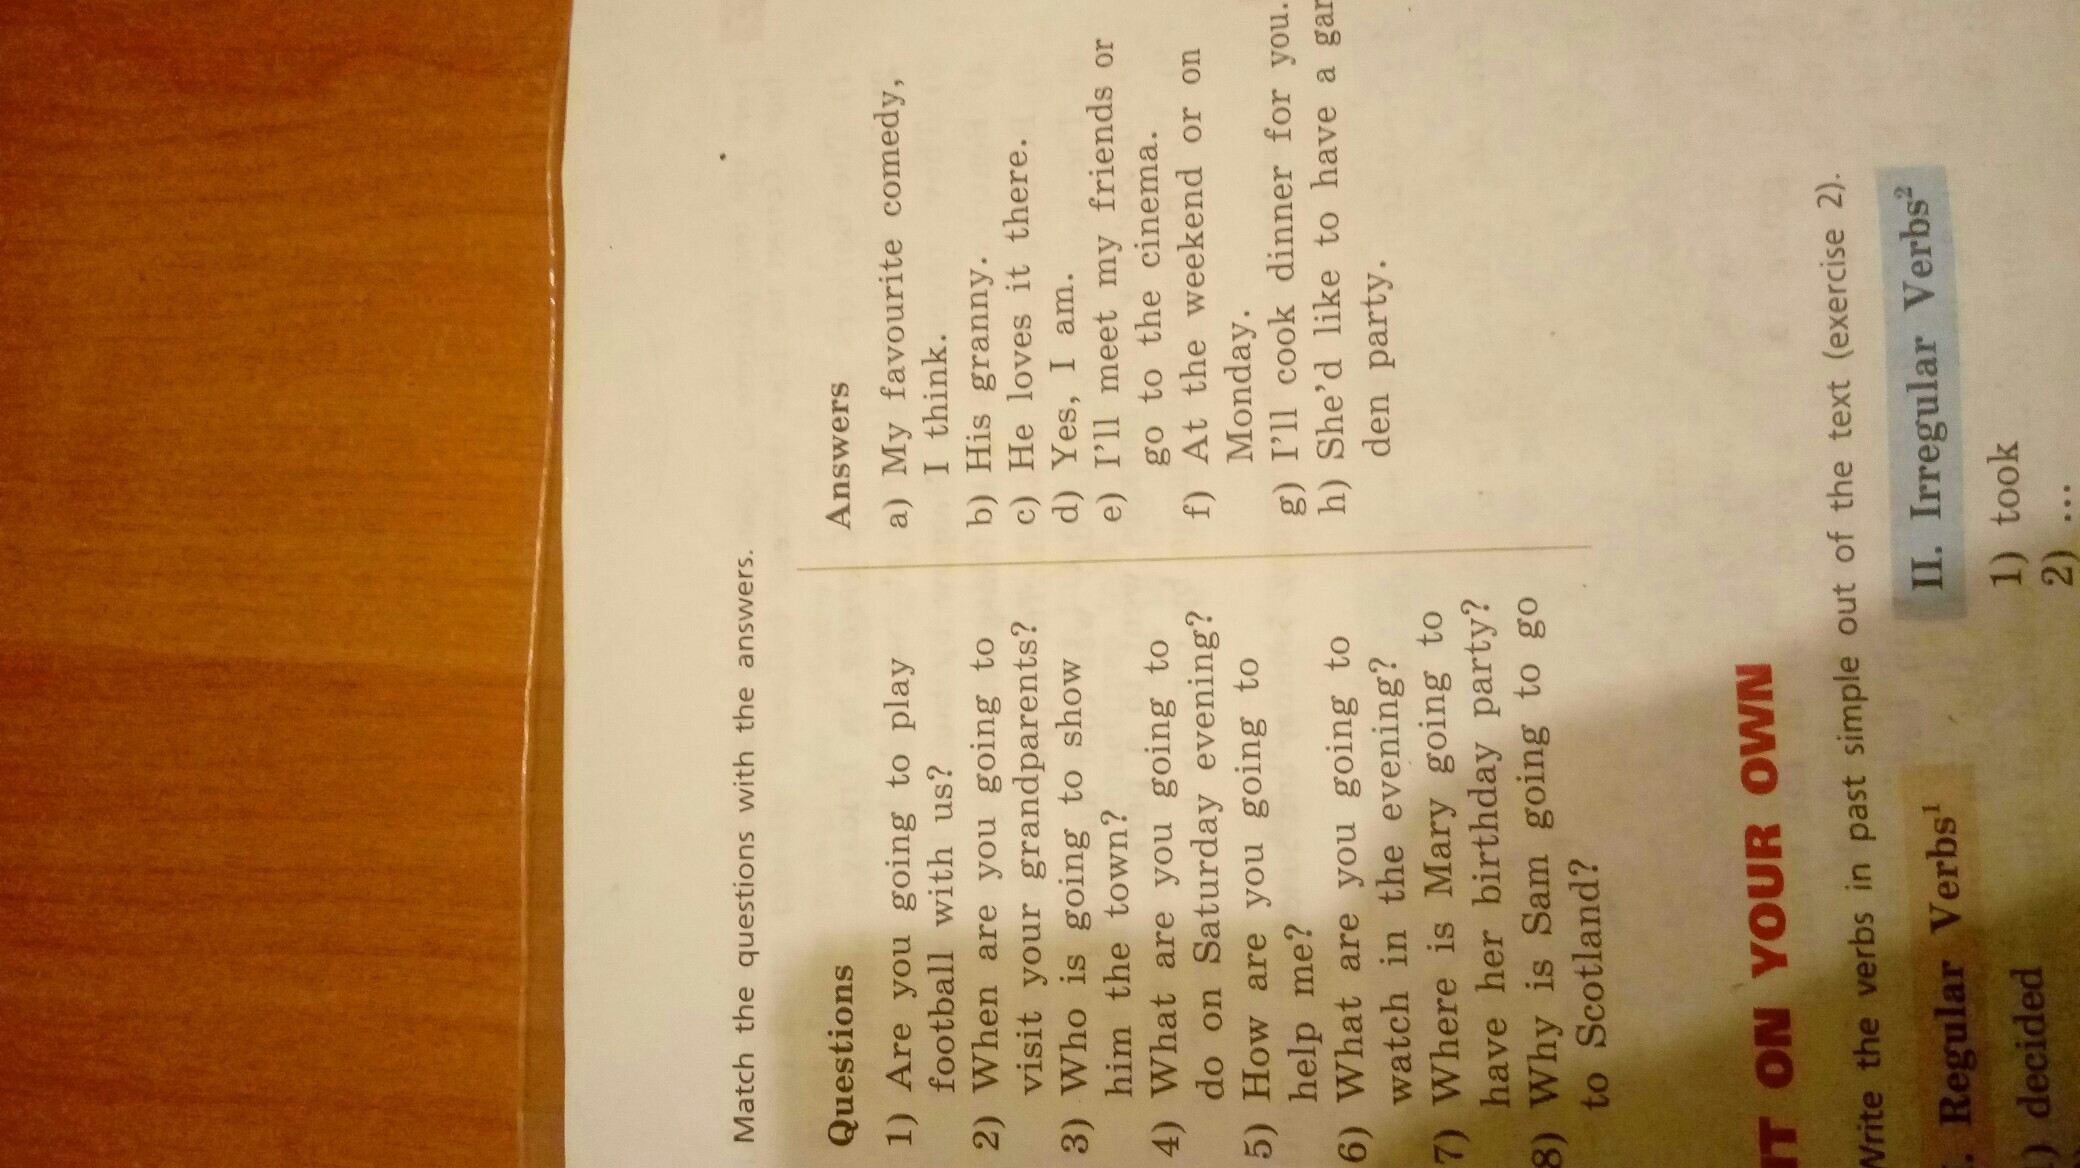 Match the questions with the answers.
Questions
1) Are you going to play
football with us?
2) When are you going to
visit your grandparents?
3) Who is going to show
him the town?
4) What are you going to
do on Saturday evening?
5) How are you going to
help me?
6) What are you going to
watch in the evening?
7) Where is Mary going to
have her birthday party?
8) Why is Sam going to go
to Scotland?
Answers
a) My favourite comedy,
I think.
b) His granny.
c) He loves it there.
d) Yes, I am.
e) I'll meet my friends or
go to the cinema.
f) At the weekend or on
Monday.
g) I'll cook dinner for you.
h) She'd like to have a gar
den party.
IT ON YOUR OWN
Write the verbs in past simple out of the text (exercise 2).
. Regular Verbs¹
) decided
II. Irregular Verbs²
1) took
2) ...